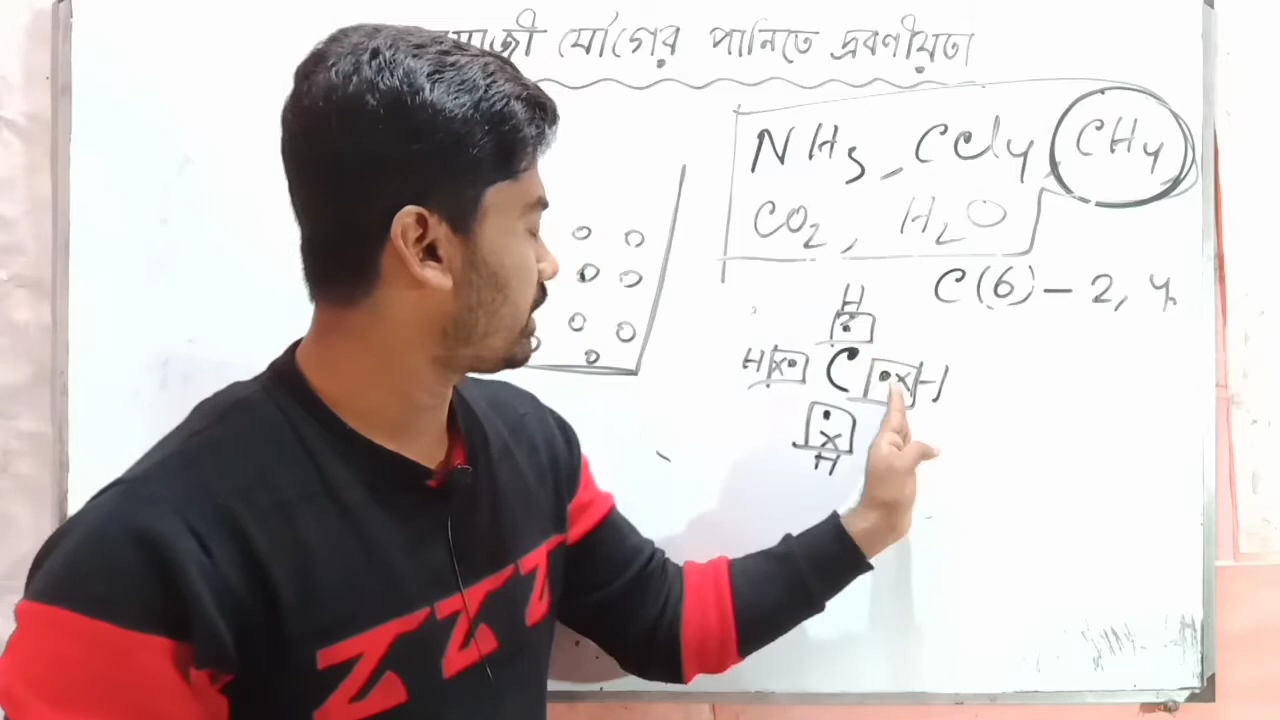 যৌগের পানিতে দ্রবণীয়তা
NH3, CCl4, CH4
CO2, H2O
C(6) - 2, 4
H
H x C x H
x
H